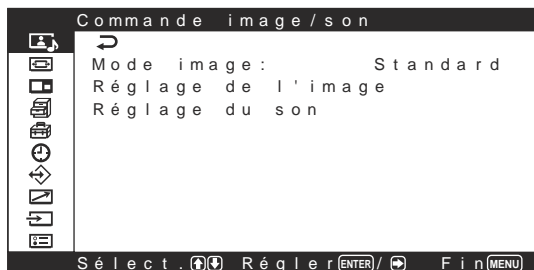 Commande image/son
Mode image: Standard
Réglage de l'image
Réglage du son
Sélect. Régler ENTER / Fin MENU